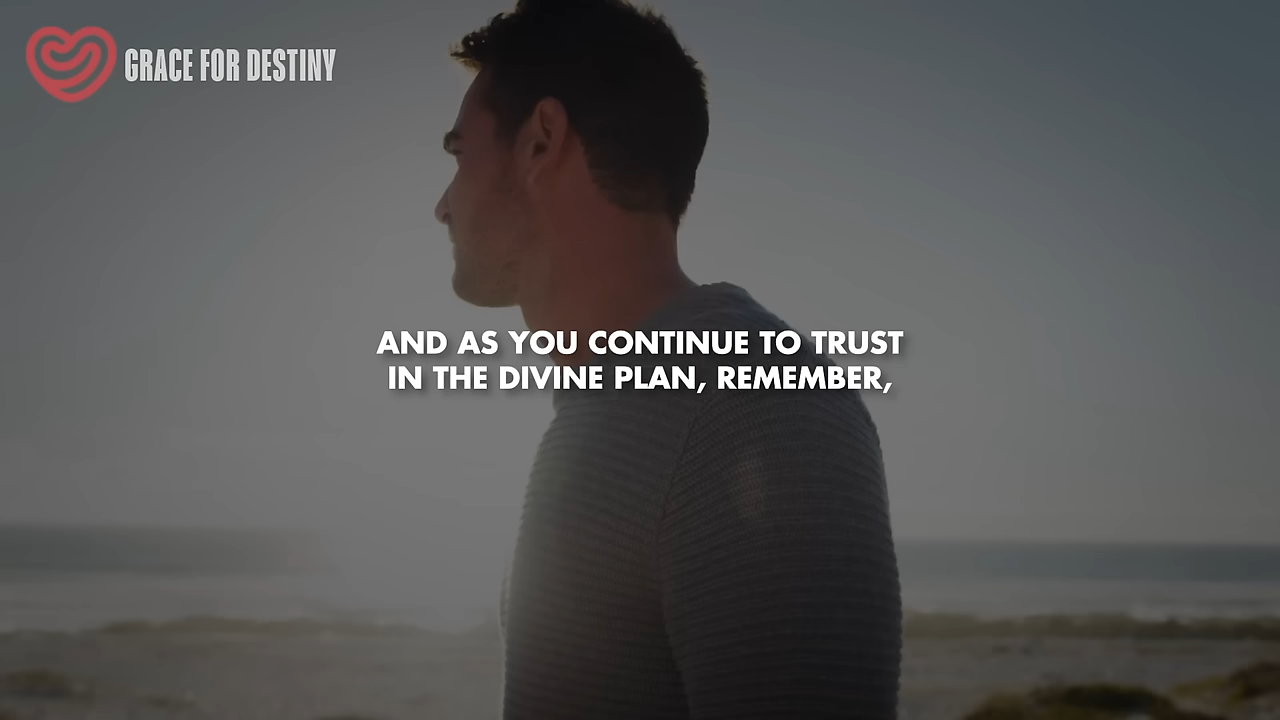 GRACE FOR DESTINY
AND AS YOU CONTINUE TO TRUST
IN THE DIVINE PLAN, REMEMBER,